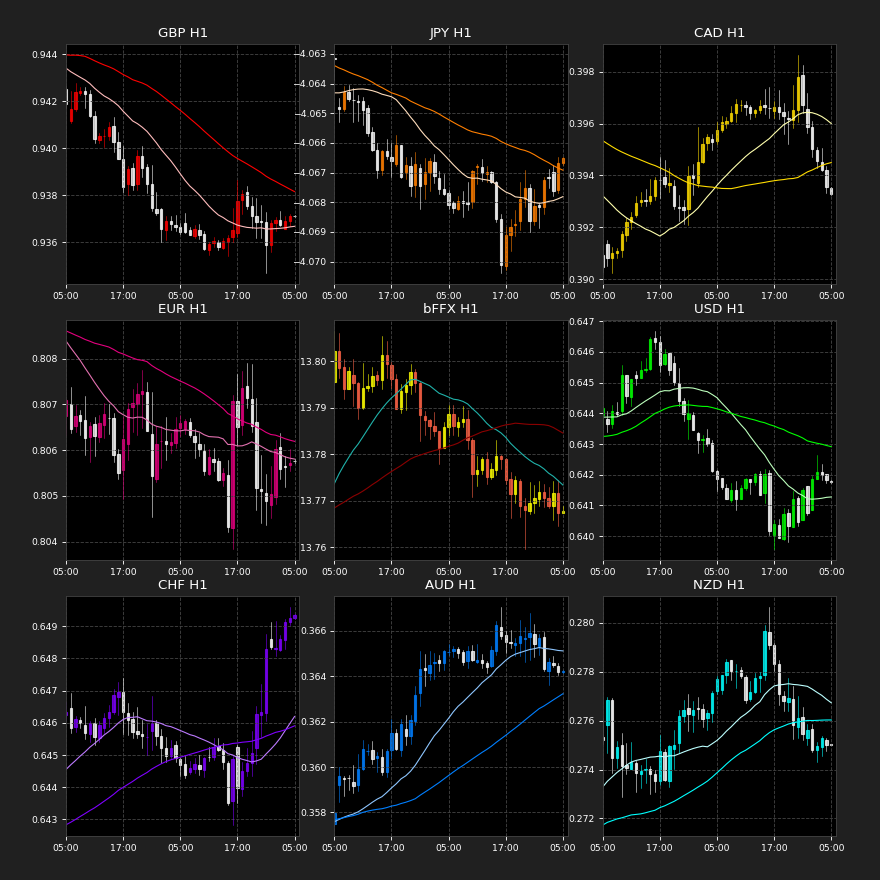 GBP H1
0.944
0.942
0.940
0.938
0.936
05:00 17:00 05:00 17:00 05:00
JPY H1
−4.063
−4.064
−4.065
−4.066
−4.067
−4.068
−4.069
−4.070
05:00 17:00 05:00 17:00 05:00
CAD H1
0.398
0.396
0.394
0.392
0.390
05:00 17:00 05:00 17:00 05:00
EUR H1
0.808
0.807
0.806
0.805
0.804
05:00 17:00 05:00 17:00 05:00
bFFX H1
13.80
13.79
13.78
13.77
13.76
05:00 17:00 05:00 17:00 05:00
USD H1
0.647
0.646
0.645
0.644
0.643
0.642
0.641
0.640
05:00 17:00 05:00 17:00 05:00
CHF H1
0.649
0.648
0.647
0.646
0.645
0.644
0.643
05:00 17:00 05:00 17:00 05:00
AUD H1
0.366
0.364
0.362
0.360
0.358
05:00 17:00 05:00 17:00 05:00
NZD H1
0.280
0.278
0.276
0.274
0.272
05:00 17:00 05:00 17:00 05:00